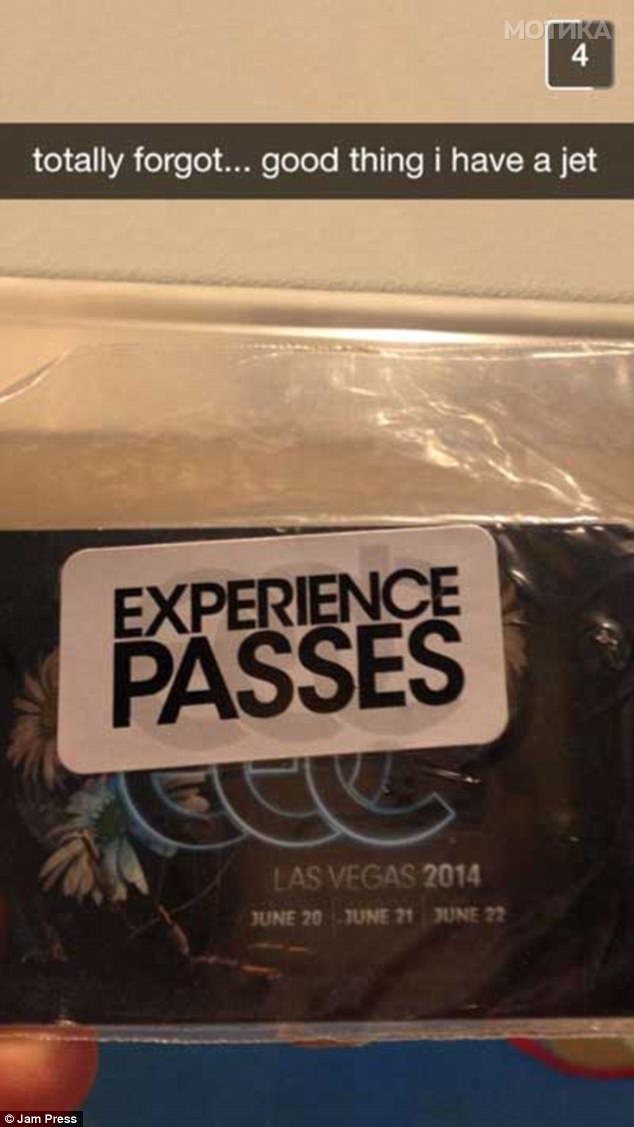 МОТИКА
4
totally forgot... good thing i have a jet
EXPERIENCE
PASSES
LAS VEGAS 2014
JUNE 20 JUNE 21 JUNE 22
© Jam Press